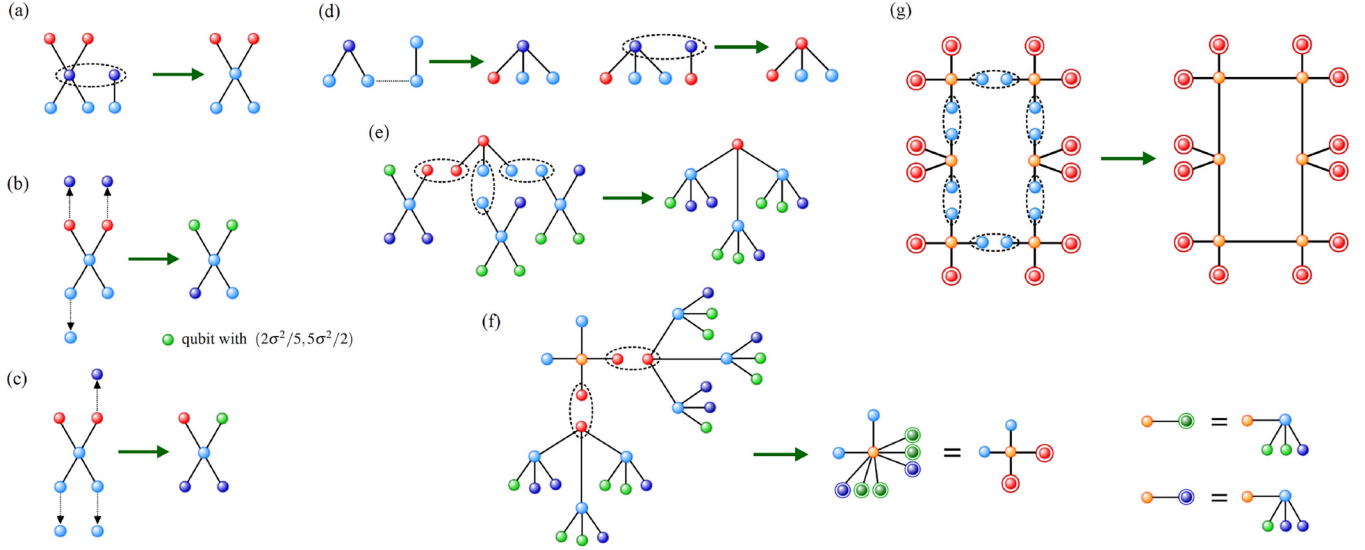 (a)
(d)
(g)
(e)
(b)
qubit with (2σ²/5, 5σ²/2)
(f)
(c)
=
=
=